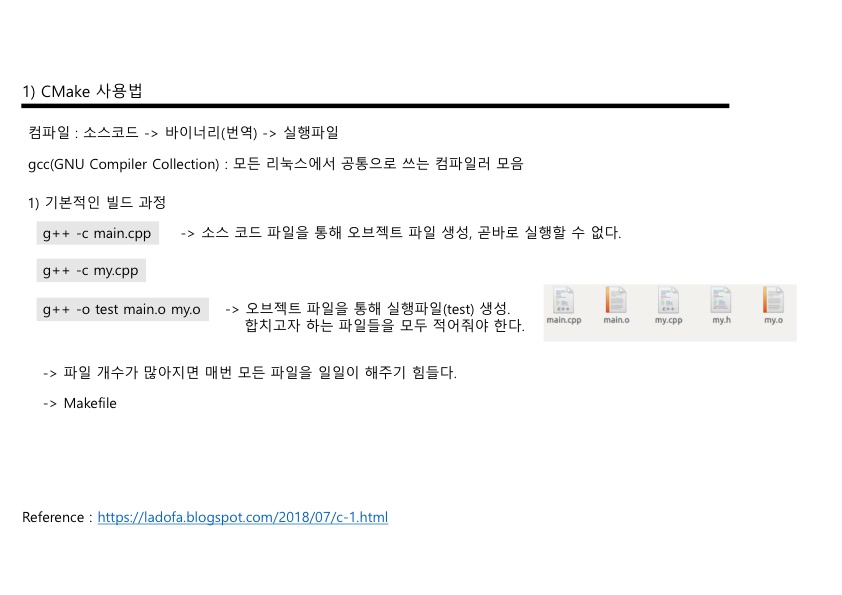 1) CMake 사용법
컴파일 : 소스코드 -> 바이너리(번역) -> 실행파일
gcc(GNU Compiler Collection) : 모든 리눅스에서 공통으로 쓰는 컴파일러 모음
1) 기본적인 빌드 과정
g++ -c main.cpp -> 소스 코드 파일을 통해 오브젝트 파일 생성, 곧바로 실행할 수 없다.
g++ -c my.cpp
g++ -o test main.o my.o -> 오브젝트 파일을 통해 실행파일(test) 생성.
합치고자 하는 파일들을 모두 적어줘야 한다.
main.cpp main.o my.cpp my.h my.o
-> 파일 개수가 많아지면 매번 모든 파일을 일일이 해주기 힘들다.
-> Makefile
Reference : https://ladofa.blogspot.com/2018/07/c-1.html